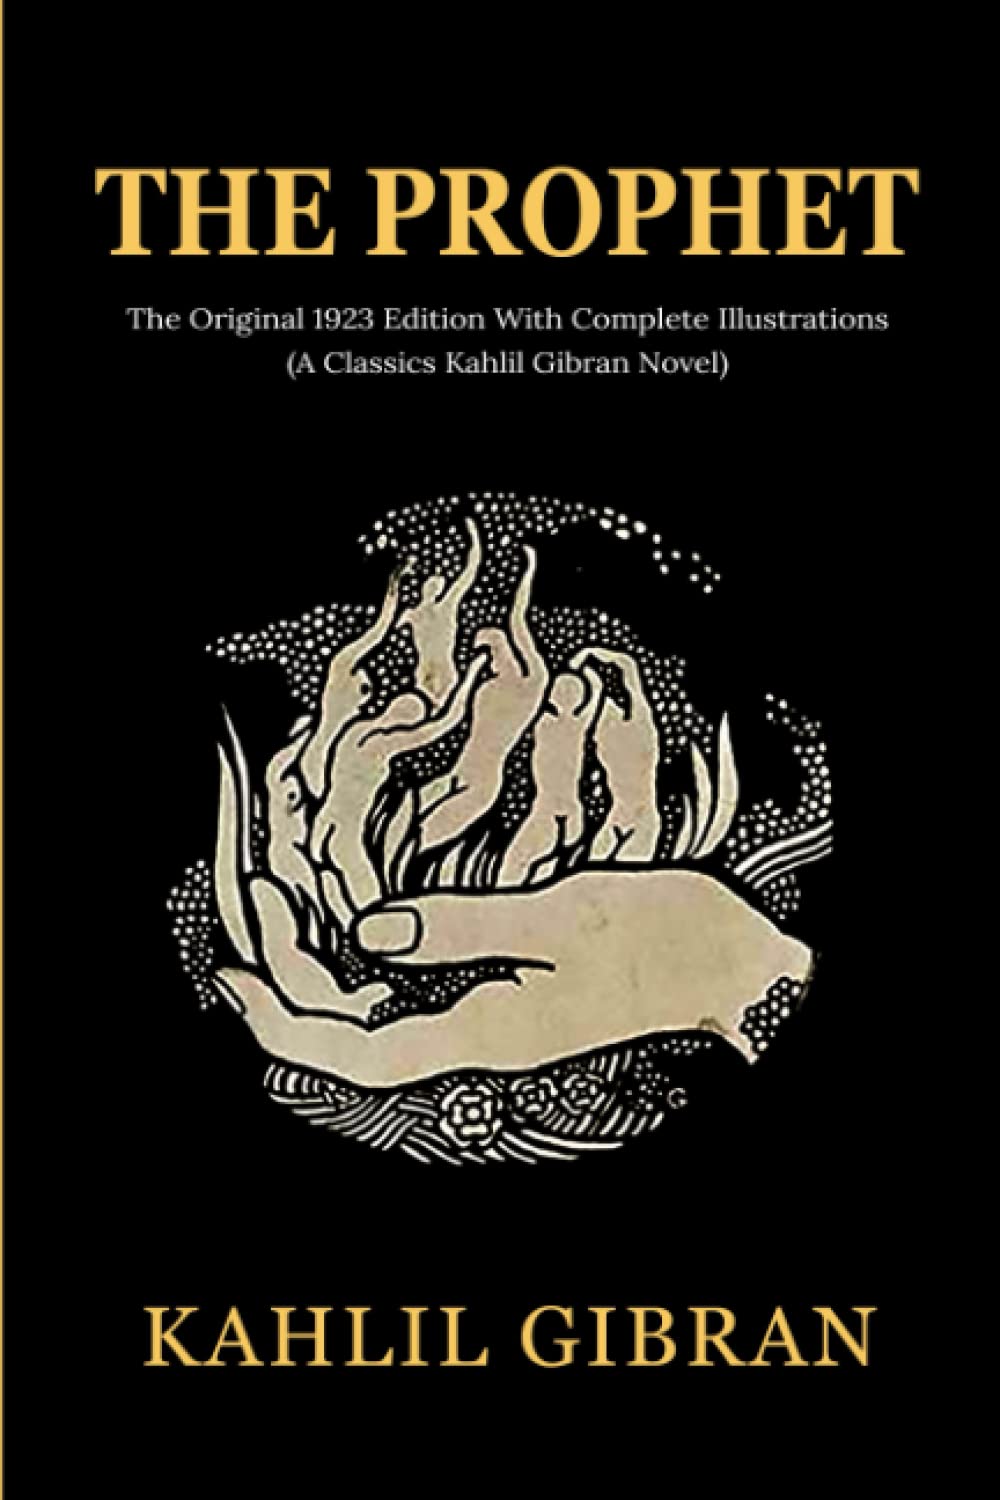 THE PROPHET
The Original 1923 Edition With Complete Illustrations
(A Classics Kahlil Gibran Novel)
KAHLIL GIBRAN